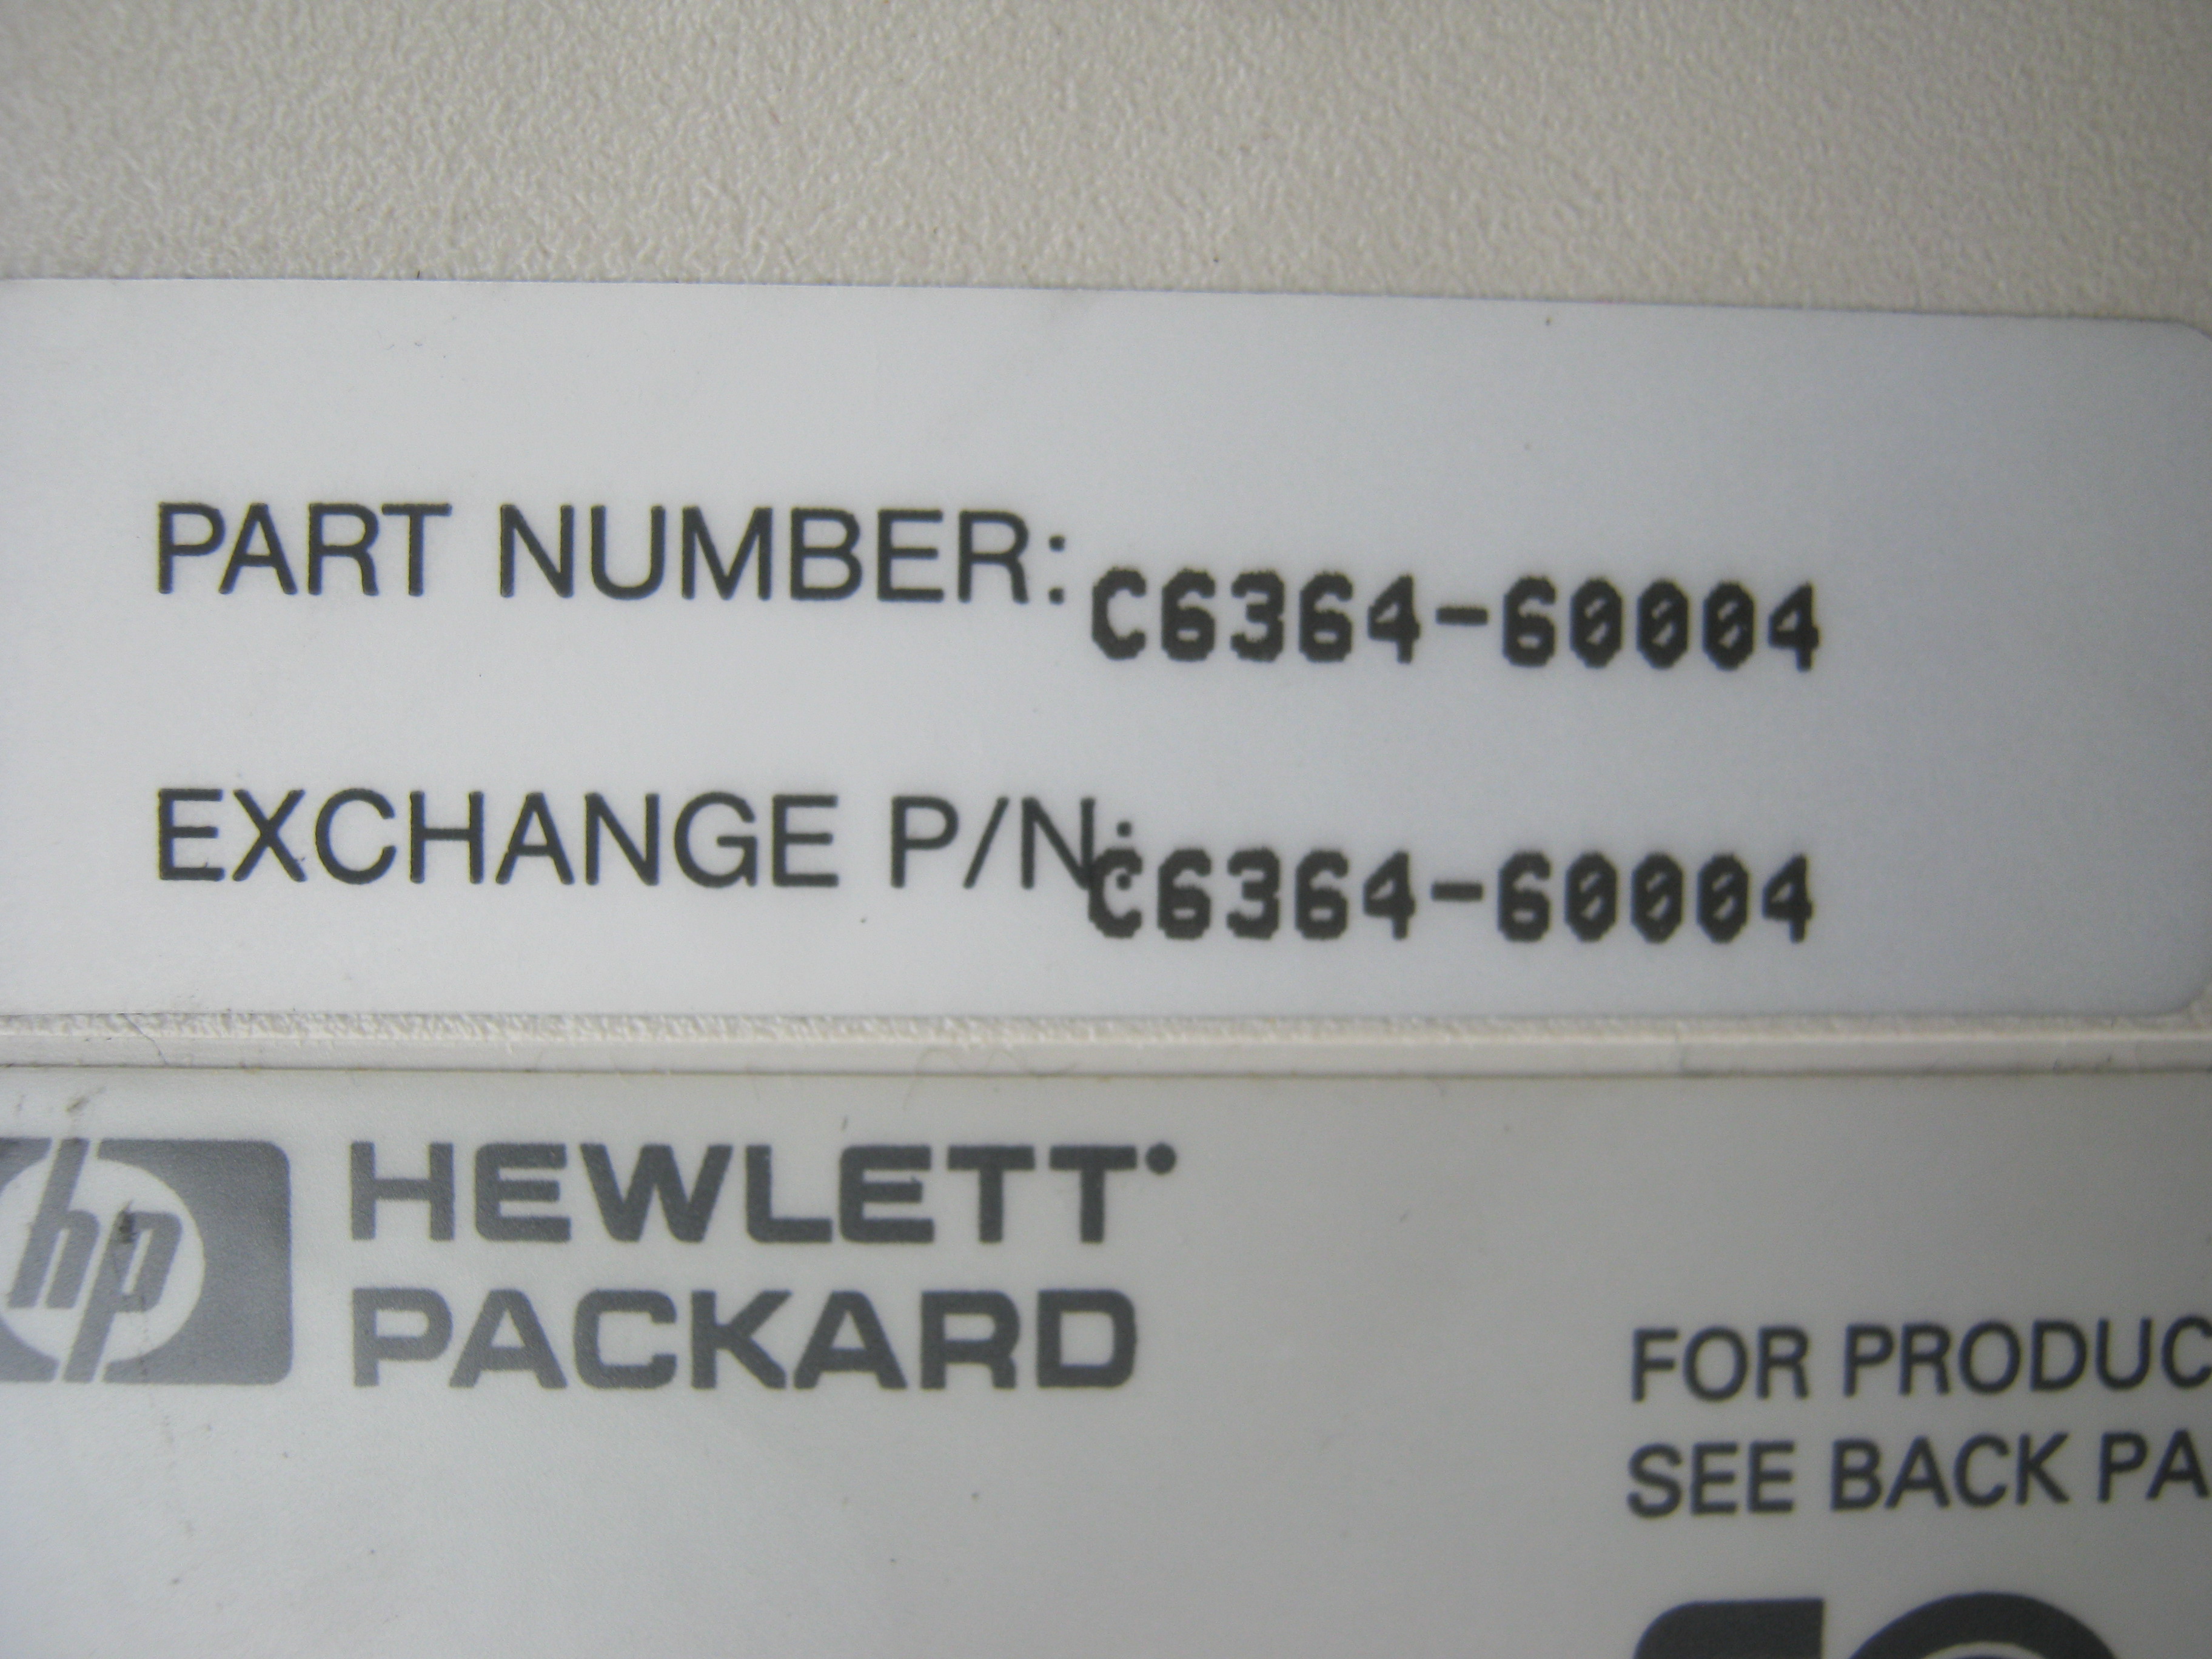 PART NUMBER: C6364-60004
EXCHANGE P/N: C6364-60004
hp HEWLETT
PACKARD
FOR PRODUC
SEE BACK PA